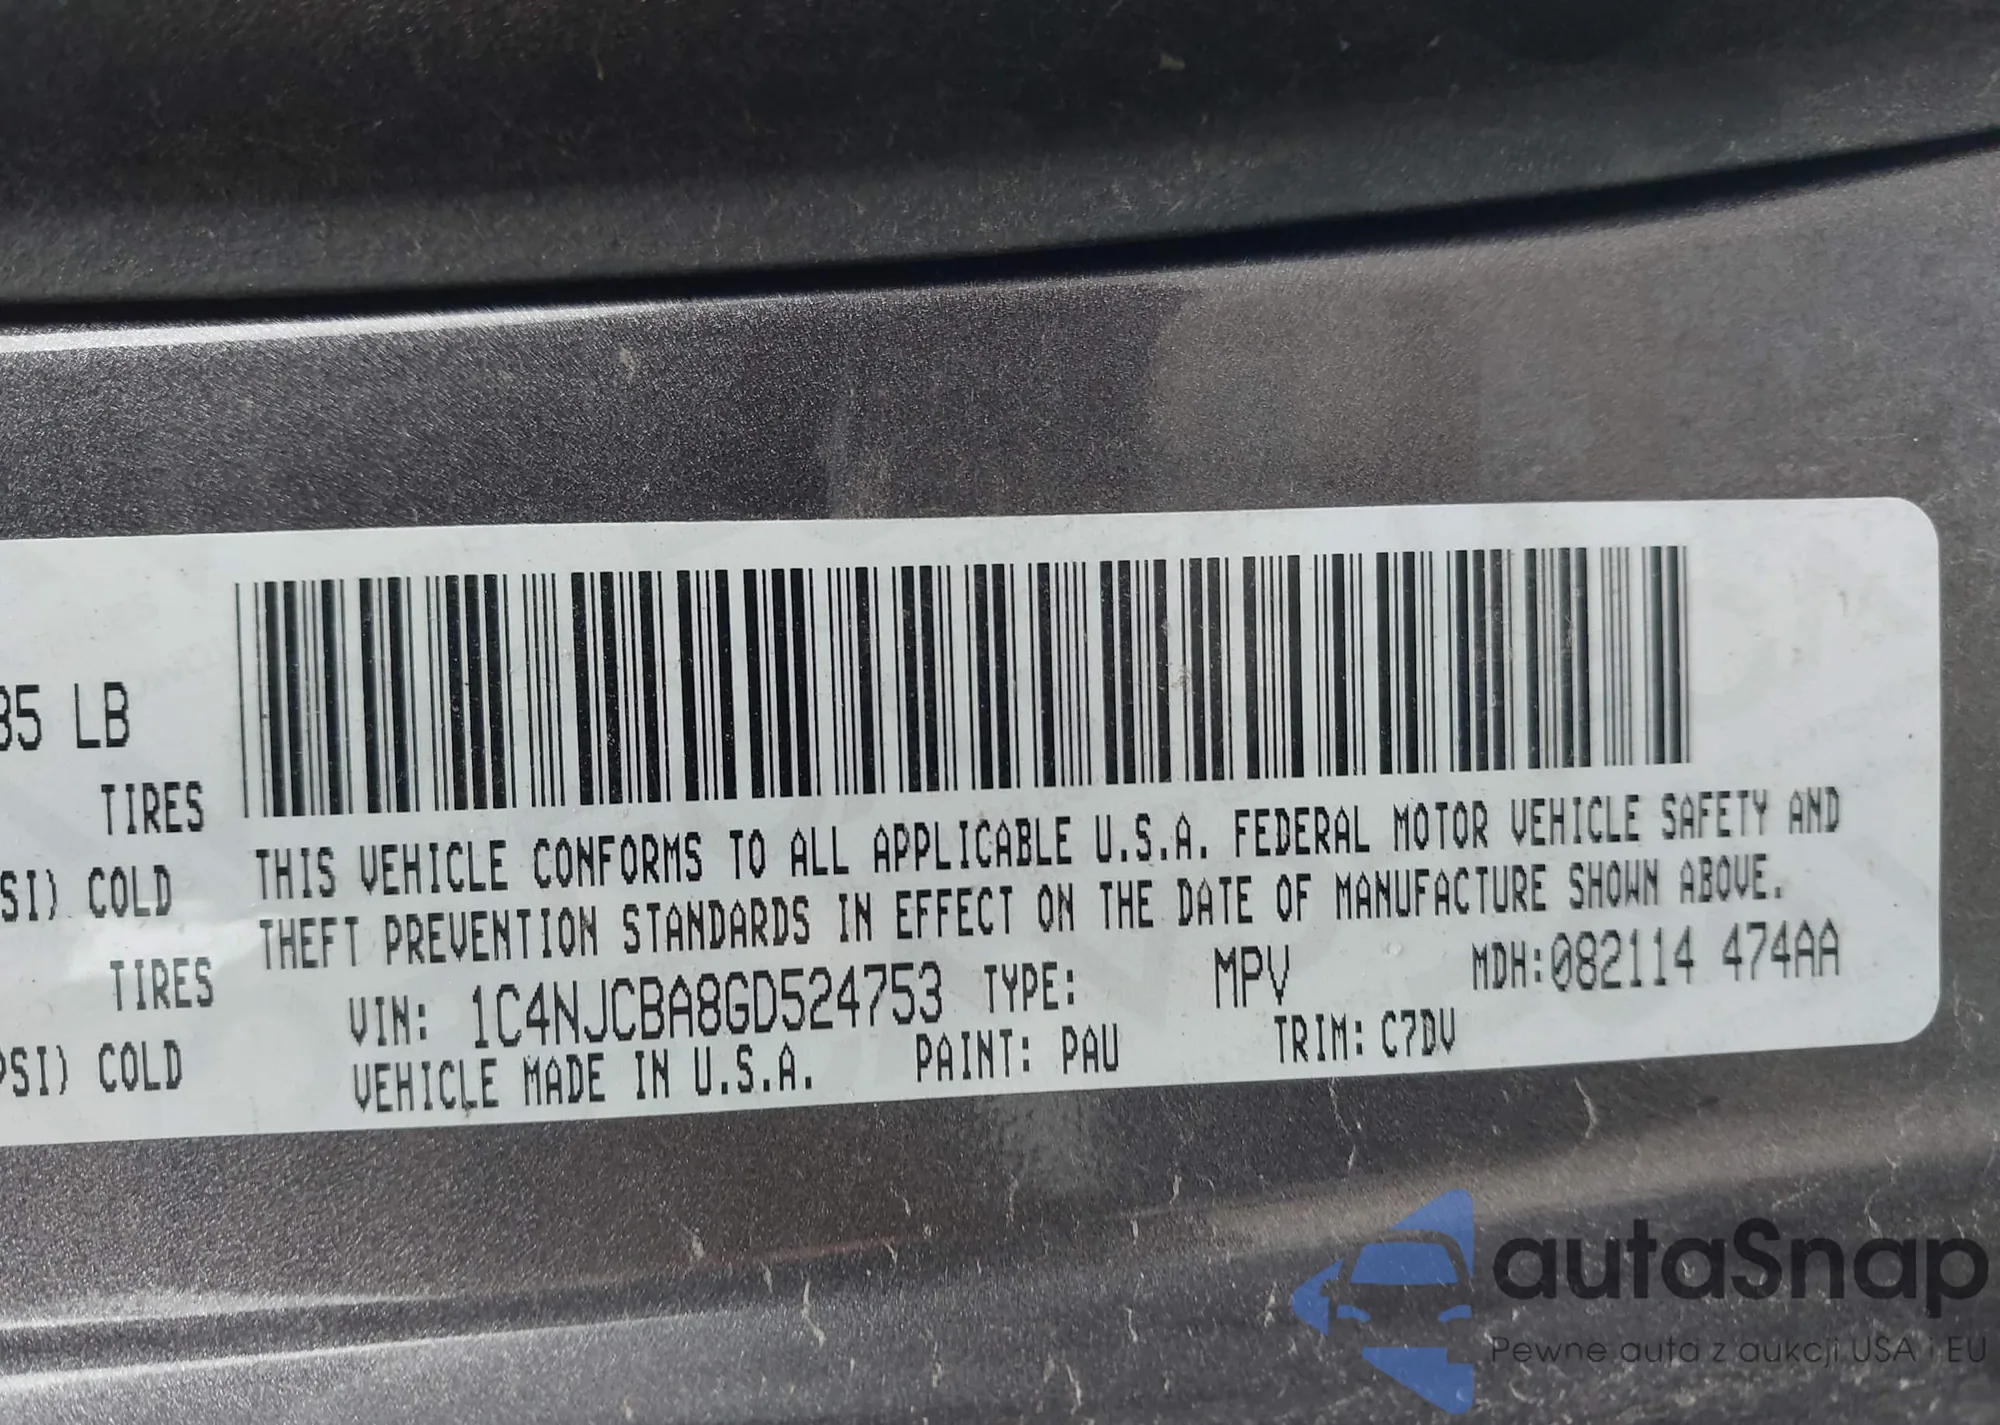 85 LB
TIRES
SI) COLD
TIRES
PSI) COLD
THIS VEHICLE CONFORMS TO ALL APPLICABLE U.S.A. FEDERAL MOTOR VEHICLE SAFETY AND
THEFT PREVENTION STANDARDS IN EFFECT ON THE DATE OF MANUFACTURE SHOWN ABOVE.
VIN: 1C4NJCBA8GD524753 TYPE: MPV MDH:082114 474AA
VEHICLE MADE IN U.S.A. PAINT: PAU TRIM: C7DV
autaSnap
Pewne auta z aukcji USA i EU